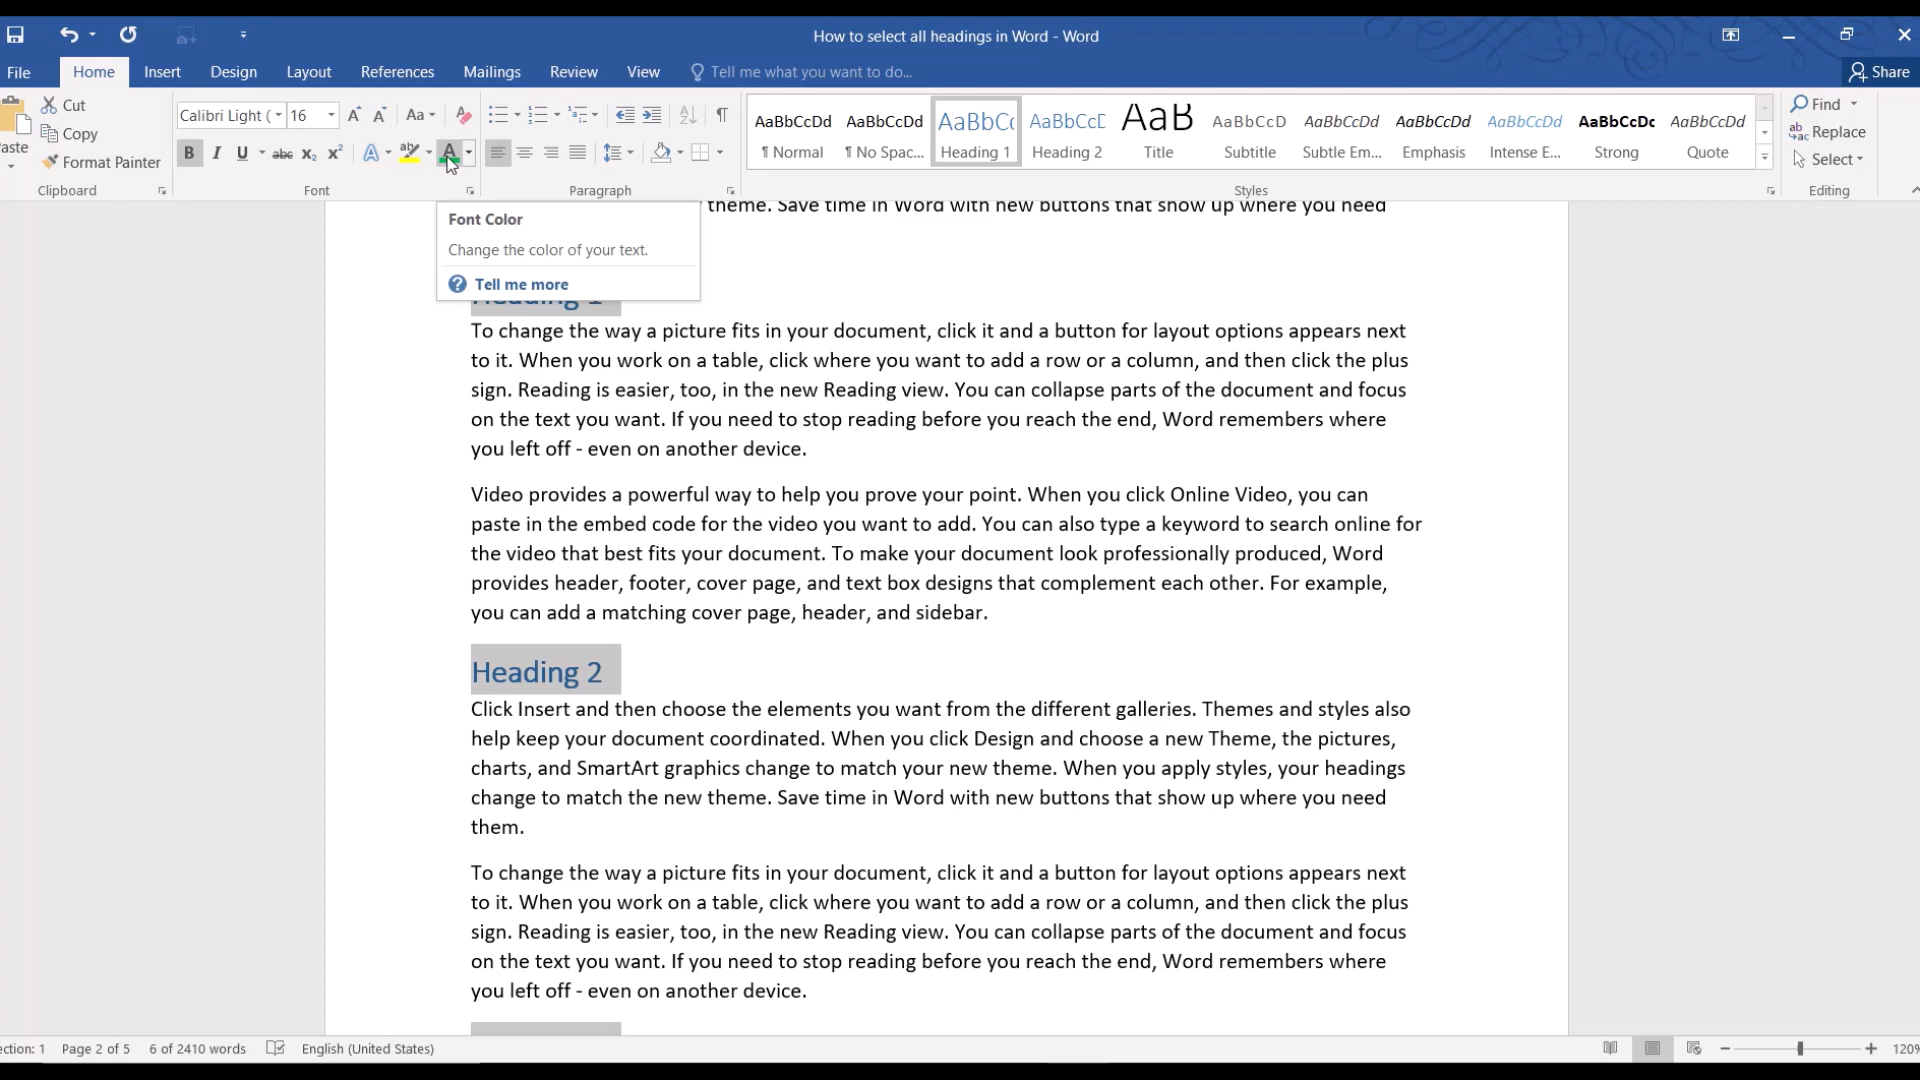 How to select all headings in Word - Word
File Home Insert Design Layout References Mailings Review View Tell me what you want to do... Share
Cut
Copy
Format Painter
Clipboard
Calibri Light ( 16 Aa
B I U abc x₂ x² A ab A
Font
Paragraph
AaBbCcDd AaBbCcDd AaBbCc AaBbCcD AaB AaBbCcD AaBbCcDd AaBbCcDd AaBbCcDd AaBbCcDc AaBbCcDd
¶ Normal ¶ No Spac... Heading 1 Heading 2 Title Subtitle Subtle Em... Emphasis Intense E... Strong Quote
Styles
Find
Replace
Select
Editing
Font Color
Change the color of your text.
Tell me more
theme. Save time in Word with new buttons that show up where you need
Heading 1
To change the way a picture fits in your document, click it and a button for layout options appears next
to it. When you work on a table, click where you want to add a row or a column, and then click the plus
sign. Reading is easier, too, in the new Reading view. You can collapse parts of the document and focus
on the text you want. If you need to stop reading before you reach the end, Word remembers where
you left off - even on another device.
Video provides a powerful way to help you prove your point. When you click Online Video, you can
paste in the embed code for the video you want to add. You can also type a keyword to search online for
the video that best fits your document. To make your document look professionally produced, Word
provides header, footer, cover page, and text box designs that complement each other. For example,
you can add a matching cover page, header, and sidebar.
Heading 2
Click Insert and then choose the elements you want from the different galleries. Themes and styles also
help keep your document coordinated. When you click Design and choose a new Theme, the pictures,
charts, and SmartArt graphics change to match your new theme. When you apply styles, your headings
change to match the new theme. Save time in Word with new buttons that show up where you need
them.
To change the way a picture fits in your document, click it and a button for layout options appears next
to it. When you work on a table, click where you want to add a row or a column, and then click the plus
sign. Reading is easier, too, in the new Reading view. You can collapse parts of the document and focus
on the text you want. If you need to stop reading before you reach the end, Word remembers where
you left off - even on another device.
ection: 1 Page 2 of 5 6 of 2410 words English (United States) 120%